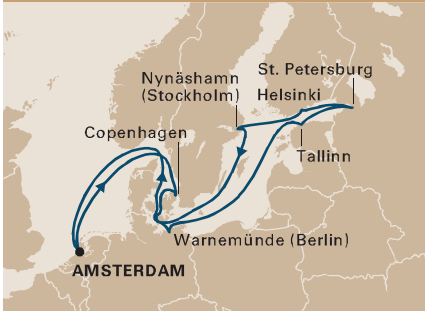 St. Petersburg
Nynäshamn
(Stockholm)
Helsinki
Copenhagen
Tallinn
Warnemünde (Berlin)
AMSTERDAM